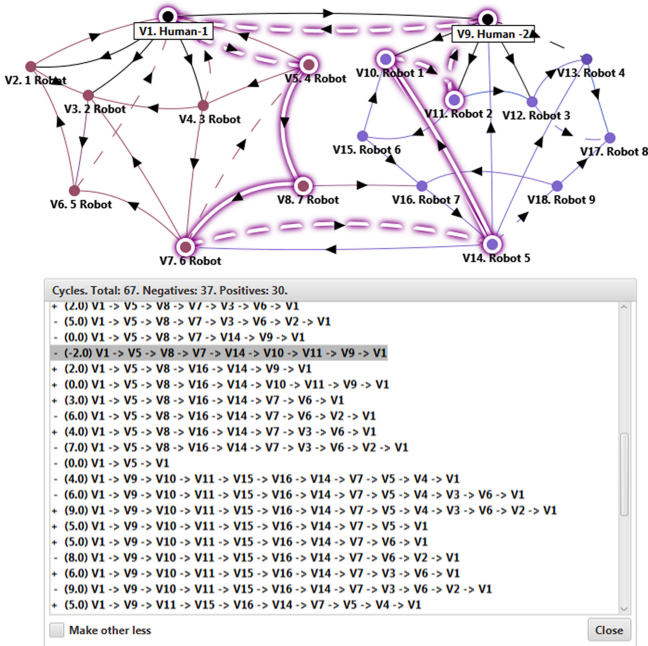 V1. Human-1
V9. Human -2
V2. 1 Robot
V5. 4 Robot
V10. Robot 1
V13. Robot 4
V3. 2 Robot
V4. 3 Robot
V11. Robot 2
V12. Robot 3
V15. Robot 6
V17. Robot 8
V6. 5 Robot
V8. 7 Robot
V16. Robot 7
V18. Robot 9
V7. 6 Robot
V14. Robot 5
Cycles. Total: 67. Negatives: 37. Positives: 30.
+ (2.0) V1 -> V5 -> V8 -> V7 -> V3 -> V6 -> V1
- (5.0) V1 -> V5 -> V8 -> V7 -> V3 -> V6 -> V2 -> V1
- (0.0) V1 -> V5 -> V8 -> V7 -> V14 -> V9 -> V1
- (-2.0) V1 -> V5 -> V8 -> V7 -> V14 -> V10 -> V11 -> V9 -> V1
+ (2.0) V1 -> V5 -> V8 -> V16 -> V14 -> V9 -> V1
+ (0.0) V1 -> V5 -> V8 -> V16 -> V14 -> V10 -> V11 -> V9 -> V1
+ (3.0) V1 -> V5 -> V8 -> V16 -> V14 -> V7 -> V6 -> V1
- (6.0) V1 -> V5 -> V8 -> V16 -> V14 -> V7 -> V6 -> V2 -> V1
+ (4.0) V1 -> V5 -> V8 -> V16 -> V14 -> V7 -> V3 -> V6 -> V1
- (7.0) V1 -> V5 -> V8 -> V16 -> V14 -> V7 -> V3 -> V6 -> V2 -> V1
- (0.0) V1 -> V5 -> V1
- (4.0) V1 -> V9 -> V10 -> V11 -> V15 -> V16 -> V14 -> V7 -> V5 -> V4 -> V1
- (6.0) V1 -> V9 -> V10 -> V11 -> V15 -> V16 -> V14 -> V7 -> V5 -> V4 -> V3 -> V6 -> V1
+ (9.0) V1 -> V9 -> V10 -> V11 -> V15 -> V16 -> V14 -> V7 -> V5 -> V4 -> V3 -> V6 -> V2 -> V1
+ (5.0) V1 -> V9 -> V10 -> V11 -> V15 -> V16 -> V14 -> V7 -> V5 -> V1
+ (5.0) V1 -> V9 -> V10 -> V11 -> V15 -> V16 -> V14 -> V7 -> V6 -> V1
- (8.0) V1 -> V9 -> V10 -> V11 -> V15 -> V16 -> V14 -> V7 -> V6 -> V2 -> V1
+ (6.0) V1 -> V9 -> V10 -> V11 -> V15 -> V16 -> V14 -> V7 -> V3 -> V6 -> V1
- (9.0) V1 -> V9 -> V10 -> V11 -> V15 -> V16 -> V14 -> V7 -> V3 -> V6 -> V2 -> V1
+ (5.0) V1 -> V9 -> V11 -> V15 -> V16 -> V14 -> V7 -> V5 -> V4 -> V1
Make other less
Close